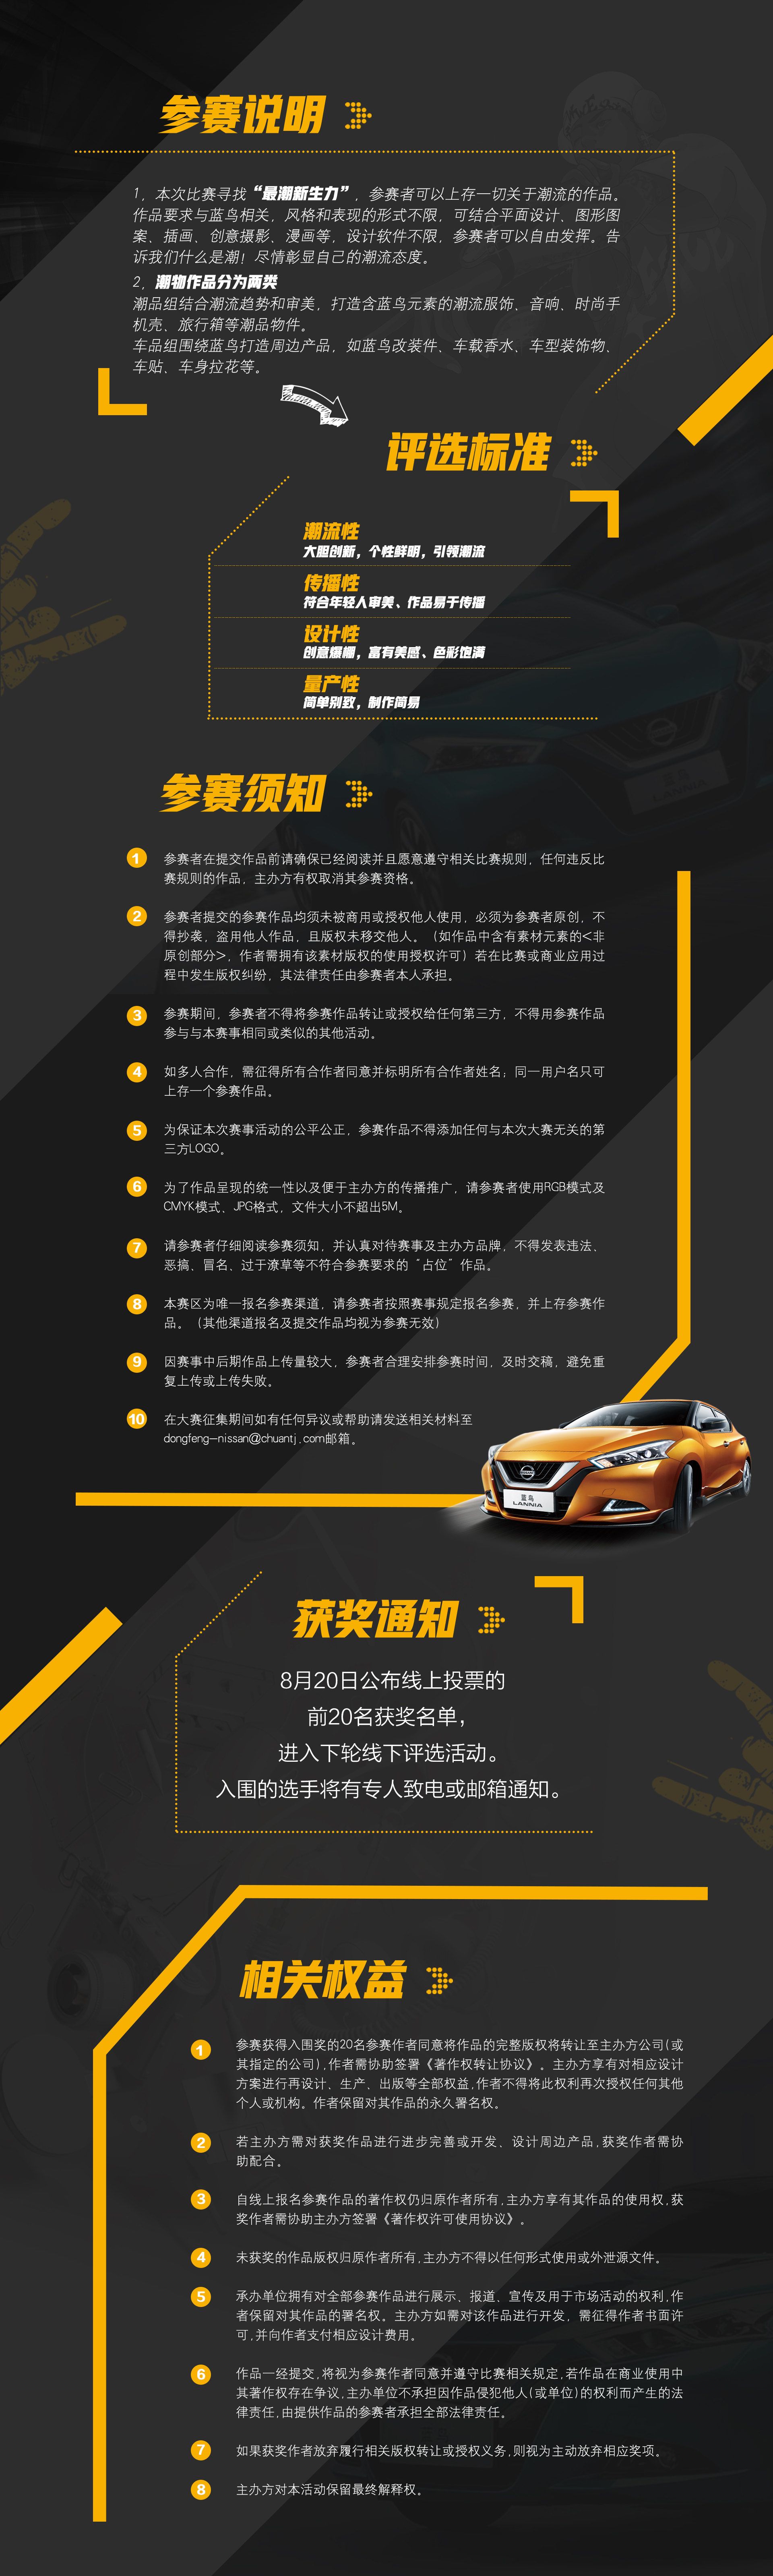 参赛说明
1，本次比赛寻找“最潮新生力”，参赛者可以上存一切关于潮流的作品。
作品要求与蓝鸟相关，风格和表现的形式不限，可结合平面设计、图形图
案、插画、创意摄影、漫画等，设计软件不限，参赛者可以自由发挥。告
诉我们什么是潮！尽情彰显自己的潮流态度。
2，潮物作品分为两类
潮品组结合潮流趋势和审美，打造含蓝鸟元素的潮流服饰、音响、时尚手
机壳、旅行箱等潮品物件。
车品组围绕蓝鸟打造周边产品，如蓝鸟改装件、车载香水、车型装饰物、
车贴、车身拉花等。
评选标准
潮流性
大胆创新，个性鲜明，引领潮流
传播性
符合年轻人审美、作品易于传播
设计性
创意爆棚，富有美感、色彩饱满
量产性
简单别致，制作简易
蓝鸟
LANNIA
参赛须知
1 参赛者在提交作品前请确保已经阅读并且愿意遵守相关比赛规则，任何违反比
赛规则的作品，主办方有权取消其参赛资格。
2 参赛者提交的参赛作品均须未被商用或授权他人使用，必须为参赛者原创，不
得抄袭，盗用他人作品，且版权未移交他人。（如作品中含有素材元素的<非
原创部分>，作者需拥有该素材版权的使用授权许可）若在比赛或商业应用过
程中发生版权纠纷，其法律责任由参赛者本人承担。
3 参赛期间，参赛者不得将参赛作品转让或授权给任何第三方，不得用参赛作品
参与与本赛事相同或类似的其他活动。
4 如多人合作，需征得所有合作者同意并标明所有合作者姓名；同一用户名只可
上存一个参赛作品。
5 为保证本次赛事活动的公平公正，参赛作品不得添加任何与本次大赛无关的第
三方LOGO。
6 为了作品呈现的统一性以及便于主办方的传播推广，请参赛者使用RGB模式及
CMYK模式，JPG格式，文件大小不超出5M。
7 请参赛者仔细阅读参赛须知，并认真对待赛事及主办方品牌，不得发表违法、
恶搞、冒名、过于潦草等不符合参赛要求的“占位”作品。
8 本赛区为唯一报名参赛渠道，请参赛者按照赛事规定报名参赛，并上存参赛作
品。（其他渠道报名及提交作品均视为参赛无效）
9 因赛事中后期作品上传量较大，参赛者合理安排参赛时间，及时交稿，避免重
复上传或上传失败。
10 在大赛征集期间如有任何异议或帮助请发送相关材料至
dongfeng-nissan@chuantj.com邮箱。
NISSAN
蓝鸟
LANNIA
获奖通知
8月20日公布线上投票的
前20名获奖名单，
进入下轮线下评选活动。
入围的选手将有专人致电或邮箱通知。
相关权益
1 参赛获得入围奖的20名参赛作者同意将作品的完整版权将转让至主办方公司(或
其指定的公司),作者需协助签署《著作权转让协议》。主办方享有对相应设计
方案进行再设计、生产、出版等全部权益,作者不得将此权利再次授权任何其他
个人或机构。作者保留对其作品的永久署名权。
2 若主办方需对获奖作品进行进步完善或开发、设计周边产品,获奖作者需协
助配合。
3 自线上报名参赛作品的著作权仍归原作者所有,主办方享有其作品的使用权,获
奖作者需协助主办方签署《著作权许可使用协议》。
4 未获奖的作品版权归原作者所有,主办方不得以任何形式使用或外泄源文件。
5 承办单位拥有对全部参赛作品进行展示、报道、宣传及用于市场活动的权利,作
者保留对其作品的署名权。主办方如需对该作品进行开发，需征得作者书面许
可,并向作者支付相应设计费用。
6 作品一经提交,将视为参赛作者同意并遵守比赛相关规定,若作品在商业使用中
其著作权存在争议,主办单位不承担因作品侵犯他人(或单位)的权利而产生的法
律责任,由提供作品的参赛者承担全部法律责任。
7 如果获奖作者放弃履行相关版权转让或授权义务,则视为主动放弃相应奖项。
8 主办方对本活动保留最终解释权。